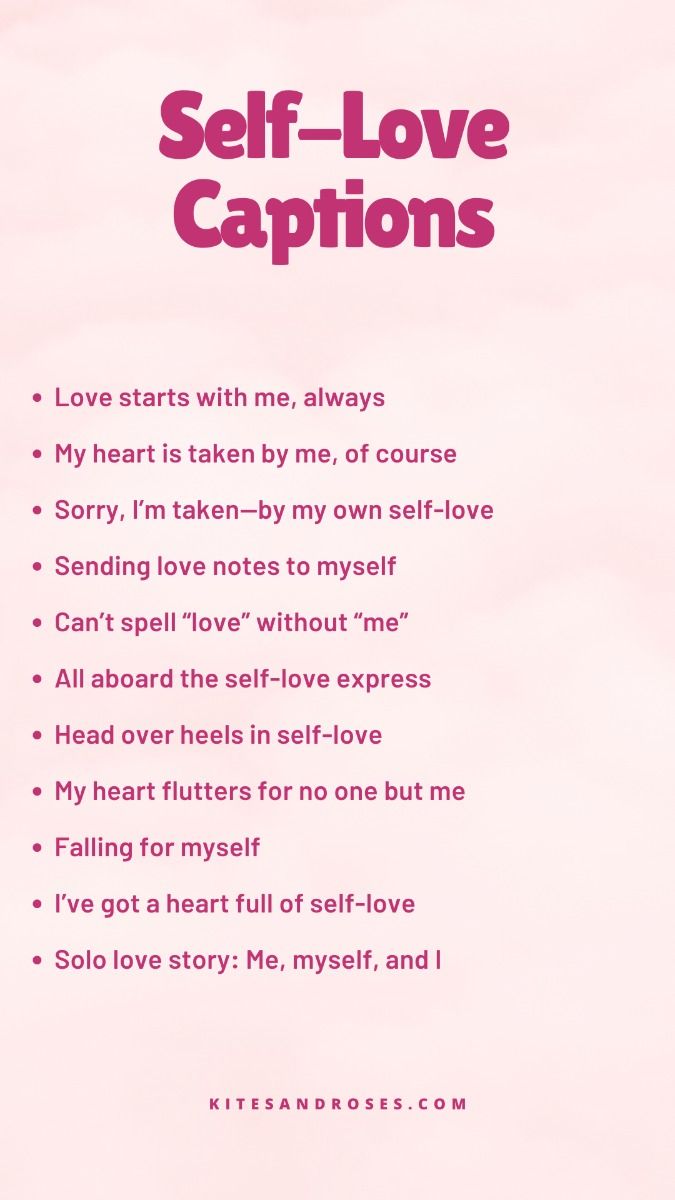 Self-Love
Captions
• Love starts with me, always
• My heart is taken by me, of course
• Sorry, I’m taken—by my own self-love
• Sending love notes to myself
• Can’t spell “love” without “me”
• All aboard the self-love express
• Head over heels in self-love
• My heart flutters for no one but me
• Falling for myself
• I’ve got a heart full of self-love
• Solo love story: Me, myself, and I
KITESANDROSES.COM